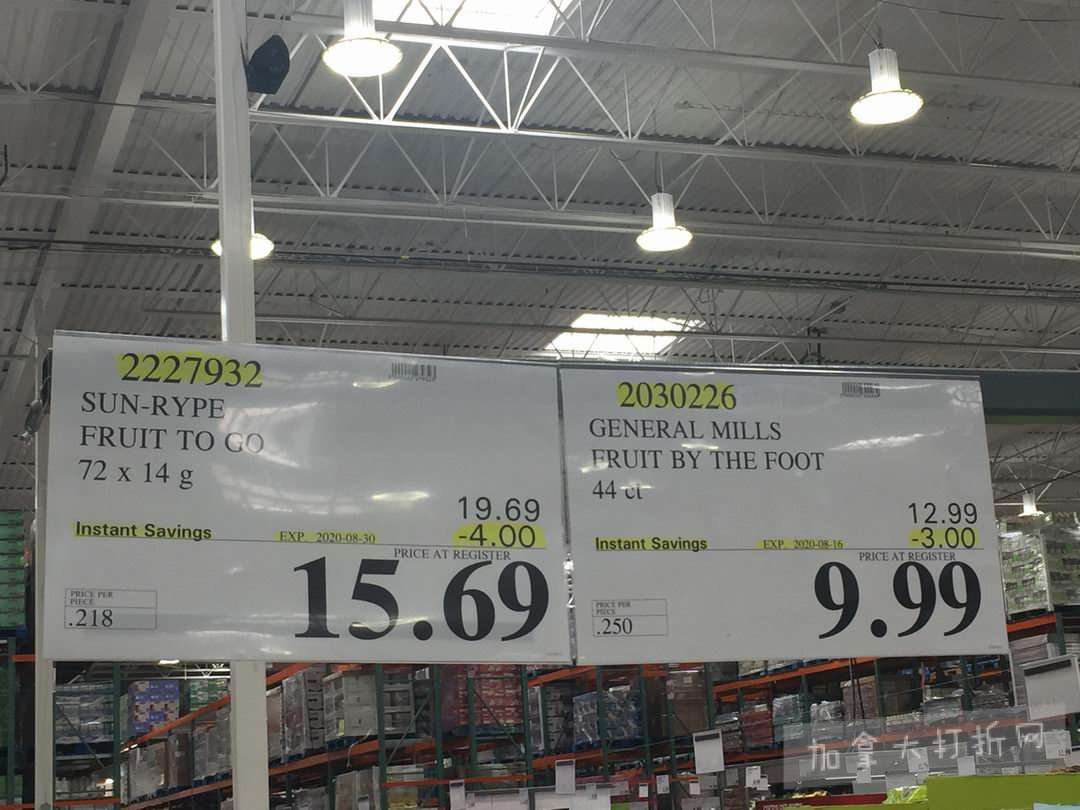 2227932
SUN-RYPE
FRUIT TO GO
72 x 14 g
19.69
Instant Savings EXP. 2020-08-30 -4.00
PRICE AT REGISTER
15.69
PRICE PER
PIECE
.218
2030226
GENERAL MILLS
FRUIT BY THE FOOT
44 ct
12.99
Instant Savings EXP. 2020-08-16 -3.00
PRICE AT REGISTER
9.99
PRICE PER
PIECE
.250
加拿大打折网